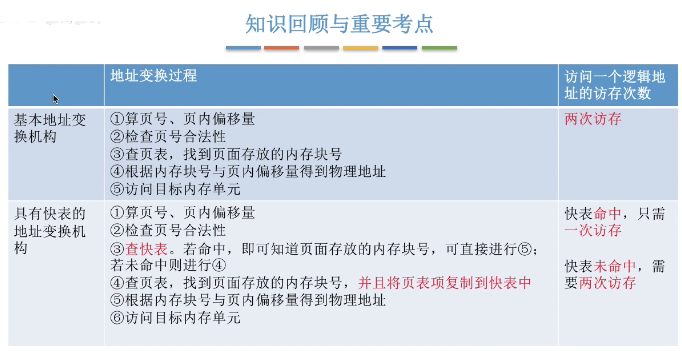 知识回顾与重要考点
地址变换过程
访问一个逻辑地
址的访存次数
基本地址变
换机构
①算页号、页内偏移量
②检查页号合法性
③查页表，找到页面存放的内存块号
④根据内存块号与页内偏移量得到物理地址
⑤访问目标内存单元
两次访存
具有快表的
地址变换机
构
①算页号、页内偏移量
②检查页号合法性
③查快表。若命中，即可知道页面存放的内存块号，可直接进行⑤；
若未命中则进行④
④查页表，找到页面存放的内存块号，并且将页表项复制到快表中
⑤根据内存块号与页内偏移量得到物理地址
⑥访问目标内存单元
快表命中，只需
一次访存
快表未命中，需
要两次访存